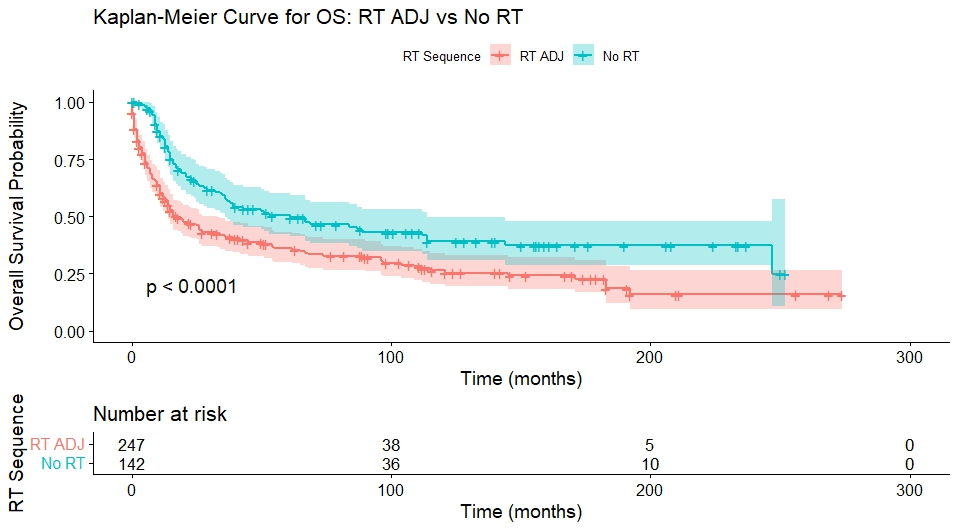 Kaplan-Meier Curve for OS: RT ADJ vs No RT
RT Sequence RT ADJ No RT
Overall Survival Probability
1.00
0.75
0.50
0.25
0.00
p < 0.0001
0 100 200 300
Time (months)
Number at risk
RT Sequence
RT ADJ 247 38 5 0
No RT 142 36 10 0
0 100 200 300
Time (months)